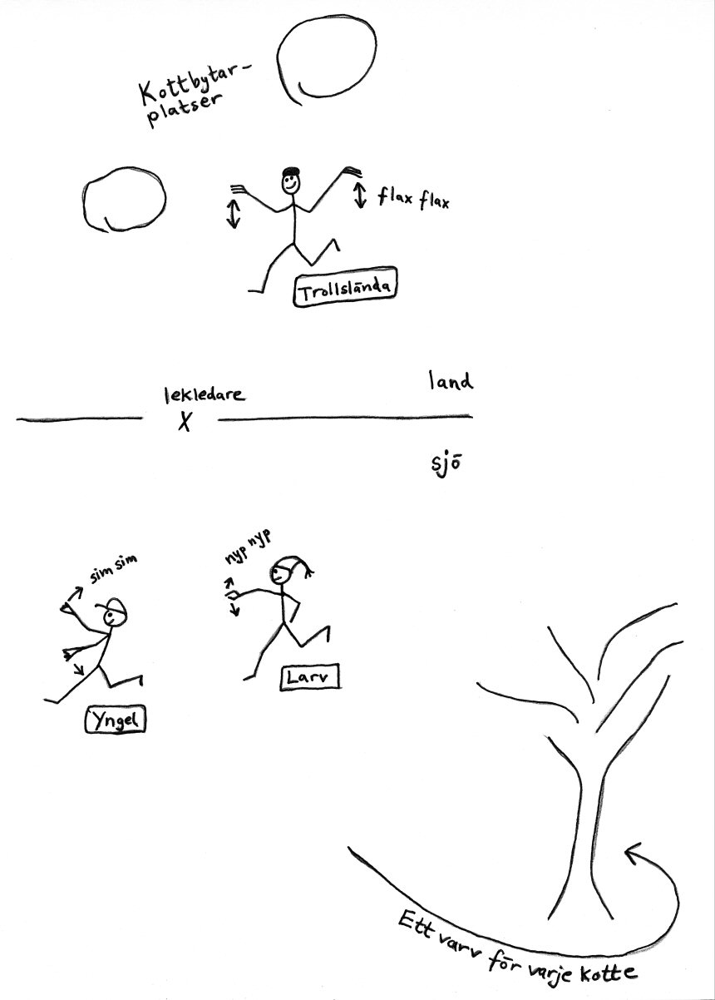 Kottbytar-
platser
flax flax
Trollslända
land
lekledare
X
sjö
nyp nyp
sim sim
Larv
Yngel
Ett varv för varje kotte